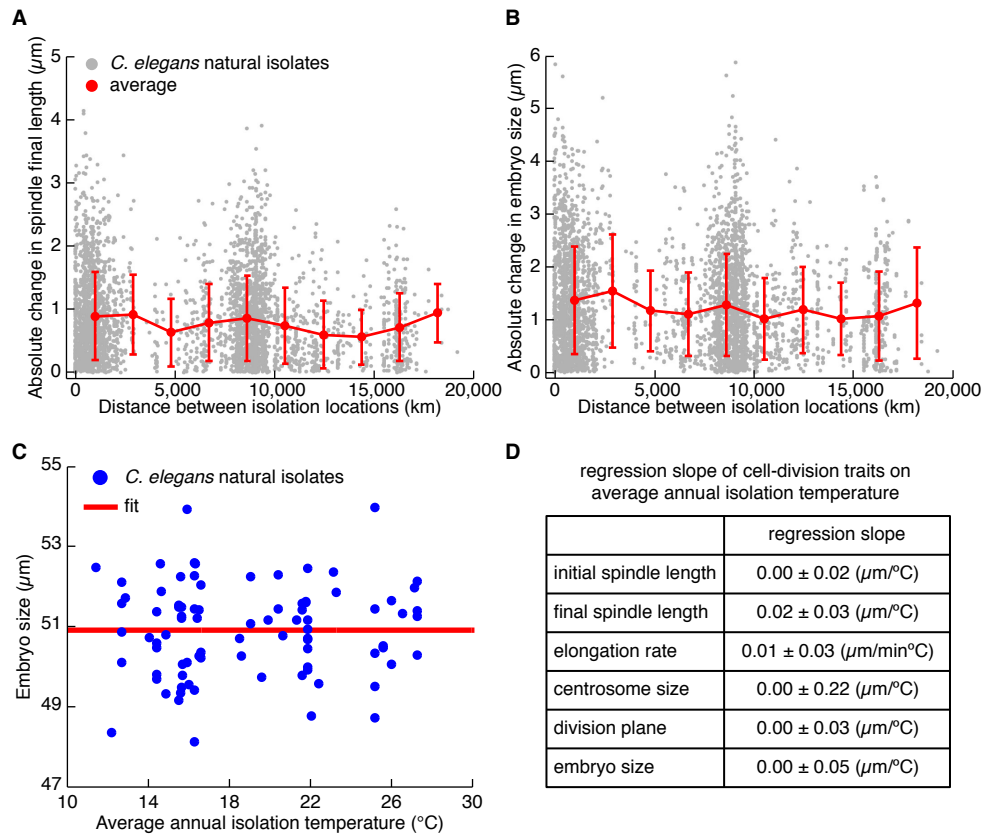 A
Absolute change in spindle final length (µm)
5
4
3
2
1
0
C. elegans natural isolates
average
0
5,000
10,000
15,000
20,000
Distance between isolation locations (km)
B
Absolute change in embryo size (µm)
6
5
4
3
2
1
0
0
5,000
10,000
15,000
20,000
Distance between isolation locations (km)
C
Embryo size (µm)
55
53
51
49
47
C. elegans natural isolates
fit
10
14
18
22
26
30
Average annual isolation temperature (°C)
D
regression slope of cell-division traits on
average annual isolation temperature
regression slope
initial spindle length 0.00 ± 0.02 (µm/ºC)
final spindle length 0.02 ± 0.03 (µm/ºC)
elongation rate 0.01 ± 0.03 (µm/minºC)
centrosome size 0.00 ± 0.22 (µm/ºC)
division plane 0.00 ± 0.03 (µm/ºC)
embryo size 0.00 ± 0.05 (µm/ºC)